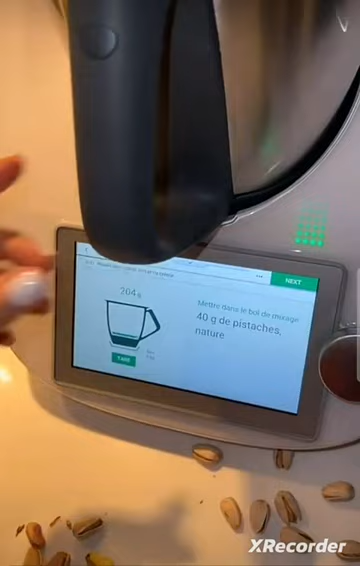 NEXT
204 g
Mettre dans le bol de mixage
40 g de pistaches,
nature
TARE
XRecorder